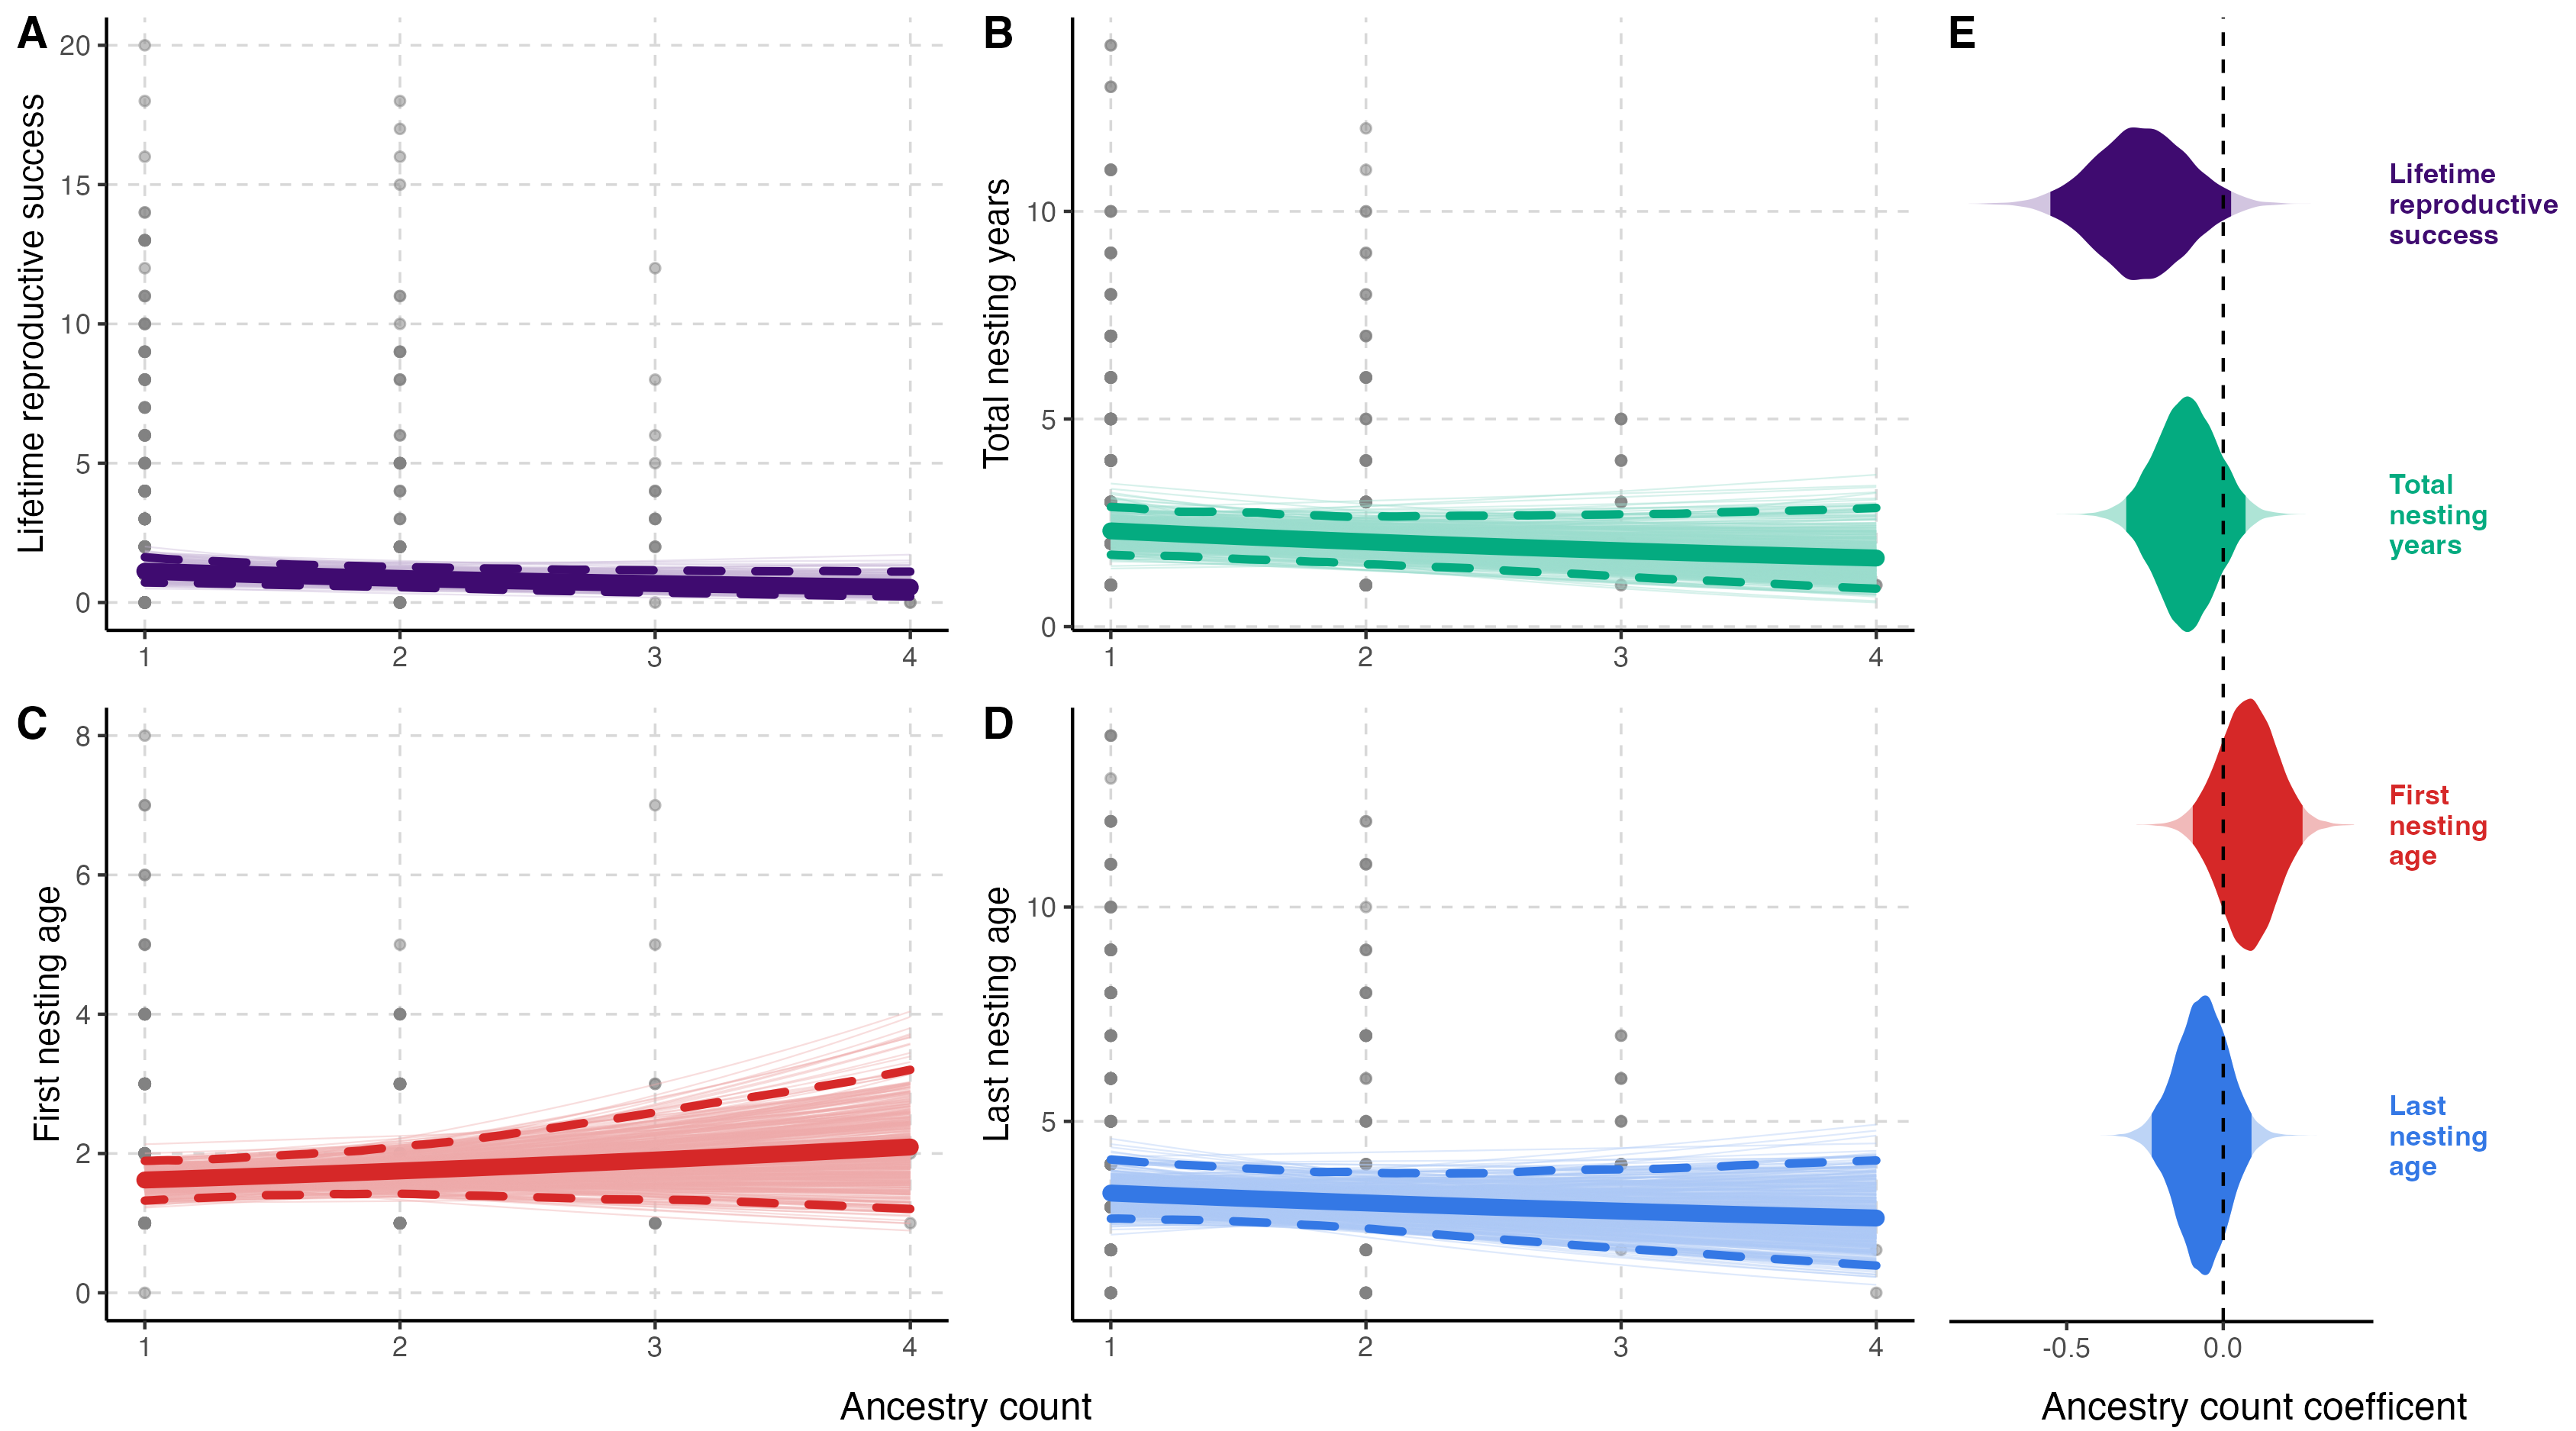 A
Lifetime reproductive success
20
15
10
5
0
1 2 3 4
B
Total nesting years
10
5
0
1 2 3 4
C
First nesting age
8
6
4
2
0
1 2 3 4
D
Last nesting age
10
5
1 2 3 4
Ancestry count
E
Lifetime
reproductive
success
Total
nesting
years
First
nesting
age
Last
nesting
age
-0.5 0.0
Ancestry count coefficent